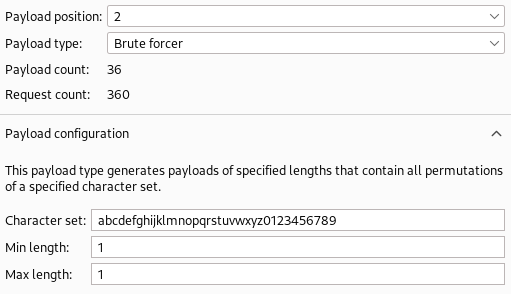 Payload position: 2
Payload type: Brute forcer
Payload count: 36
Request count: 360
Payload configuration
This payload type generates payloads of specified lengths that contain all permutations
of a specified character set.
Character set: abcdefghijklmnopqrstuvwxyz0123456789
Min length: 1
Max length: 1